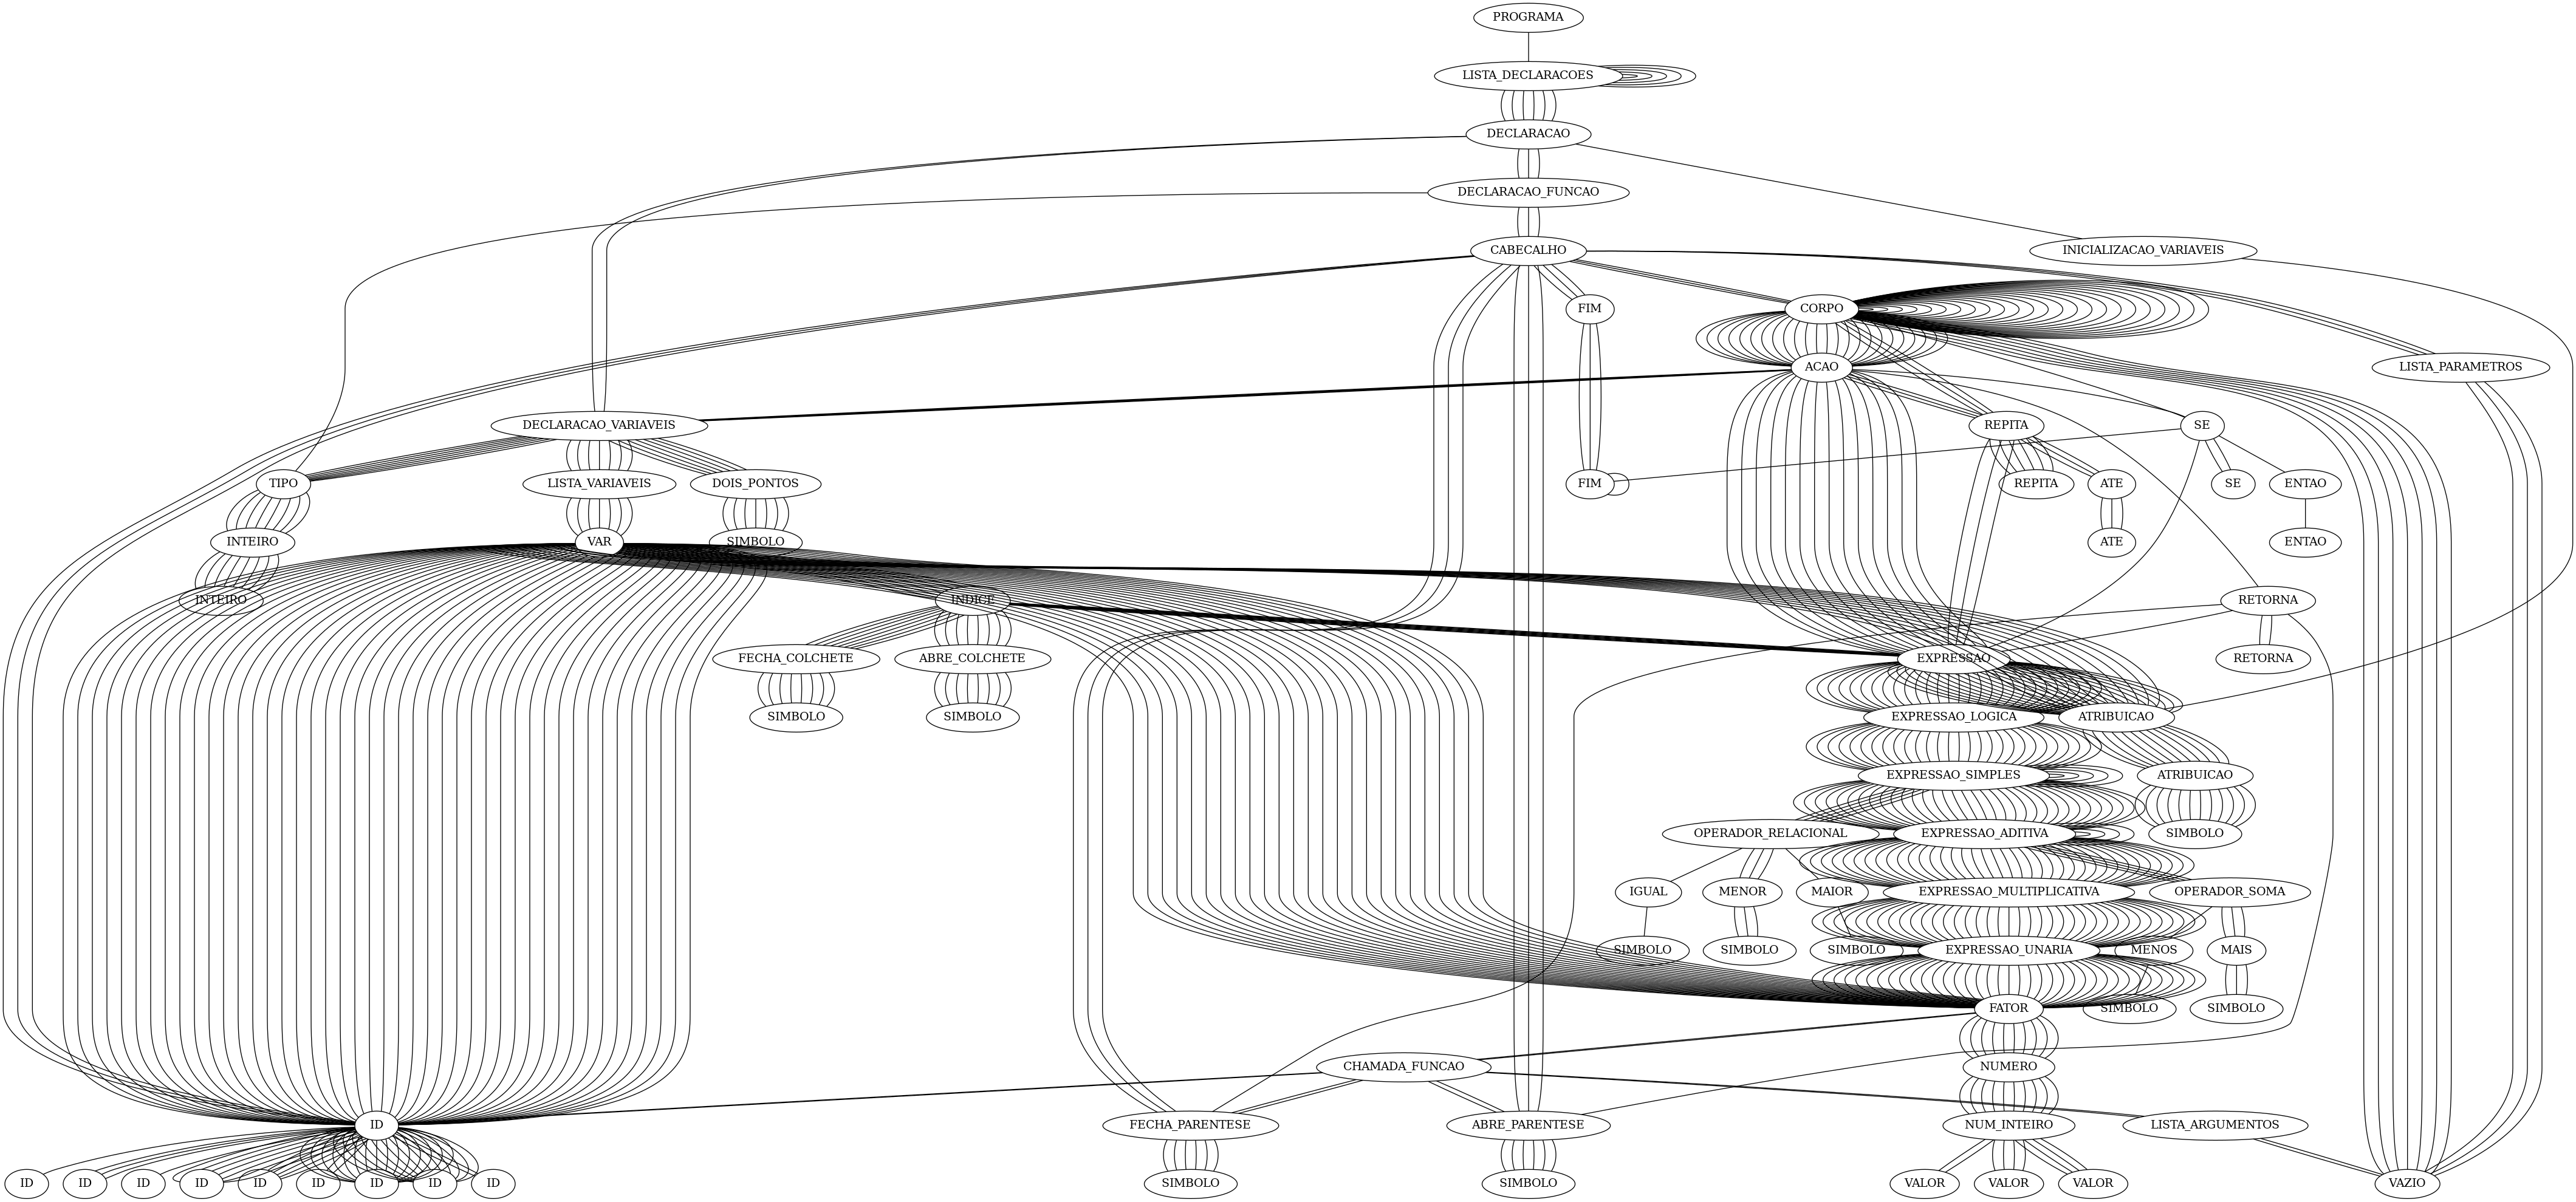 PROGRAMA
LISTA_DECLARACOES
DECLARACAO
DECLARACAO_FUNCAO
CABECALHO
INICIALIZACAO_VARIAVEIS
FIM
CORPO
ACAO
LISTA_PARAMETROS
DECLARACAO_VARIAVEIS
REPITA
SE
TIPO
LISTA_VARIAVEIS
DOIS_PONTOS
FIM
REPITA
ATE
SE
ENTAO
INTEIRO
VAR
SIMBOLO
ATE
ENTAO
INTEIRO
INDICE
RETORNA
FECHA_COLCHETE
ABRE_COLCHETE
EXPRESSAO
RETORNA
SIMBOLO
SIMBOLO
EXPRESSAO_LOGICA
ATRIBUICAO
EXPRESSAO_SIMPLES
ATRIBUICAO
OPERADOR_RELACIONAL
EXPRESSAO_ADITIVA
SIMBOLO
IGUAL
MENOR
MAIOR
EXPRESSAO_MULTIPLICATIVA
OPERADOR_SOMA
SIMBOLO
SIMBOLO
SIMBOLO
EXPRESSAO_UNARIA
MENOS
MAIS
FATOR
SIMBOLO
SIMBOLO
CHAMADA_FUNCAO
NUMERO
ID
FECHA_PARENTESE
ABRE_PARENTESE
NUM_INTEIRO
LISTA_ARGUMENTOS
ID
ID
ID
ID
ID
ID
ID
ID
ID
SIMBOLO
SIMBOLO
VALOR
VALOR
VALOR
VAZIO